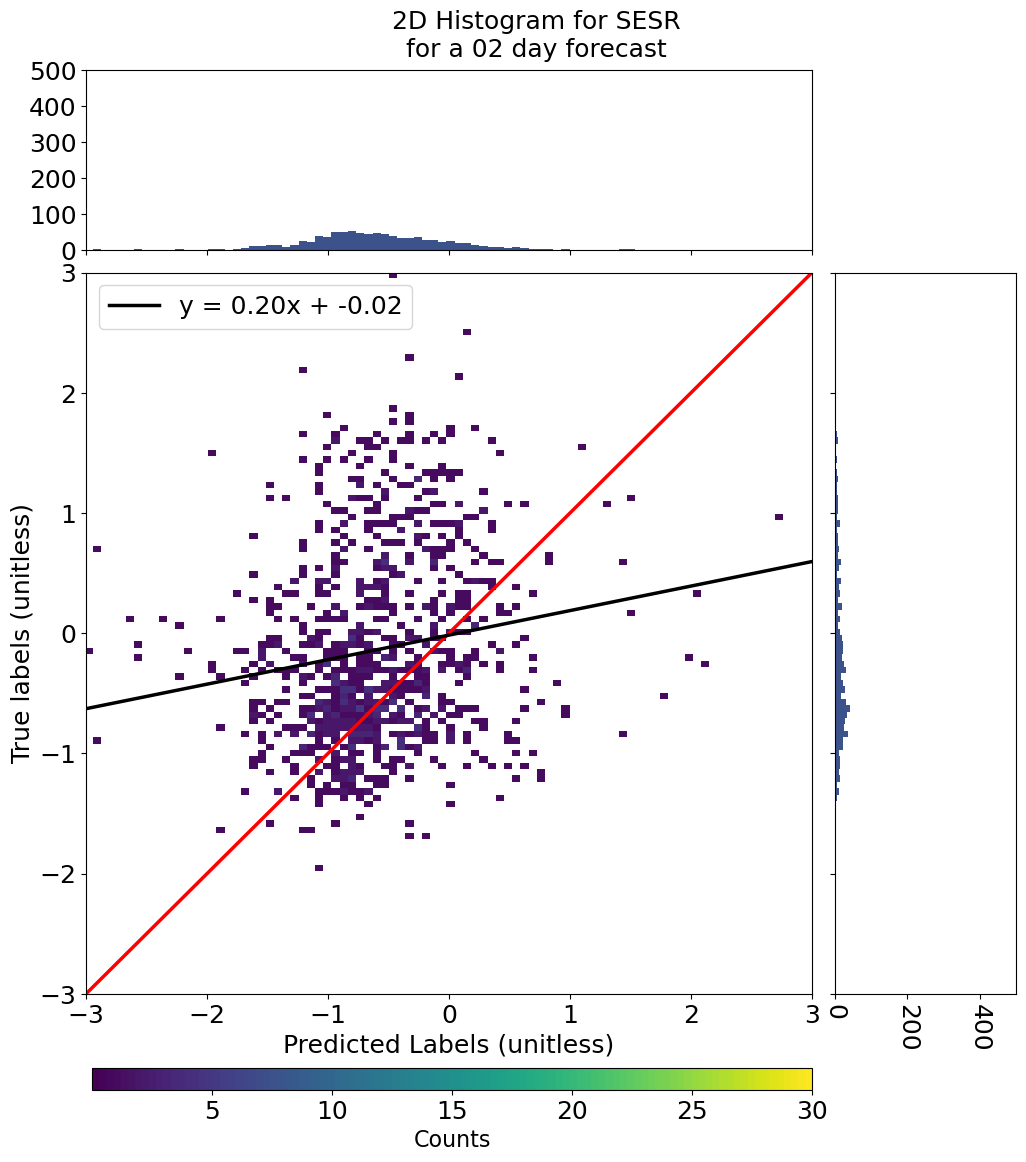 2D Histogram for SESR
for a 02 day forecast
500
400
300
200
100
0
3
2
1
0
−1
−2
−3
y = 0.20x + -0.02
True labels (unitless)
−3 −2 −1 0 1 2 3
Predicted Labels (unitless)
0 200 400
5 10 15 20 25 30
Counts